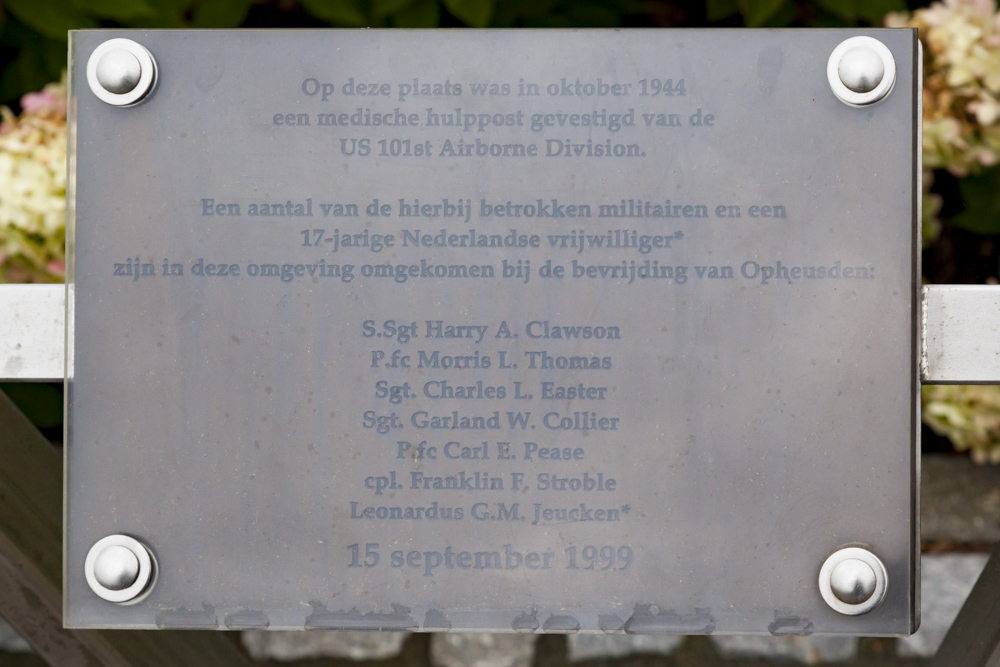 Op deze plaats was in oktober 1944
een medische hulppost gevestigd van de
US 101st Airborne Division.
Een aantal van de hierbij betrokken militairen en een
17-jarige Nederlandse vrijwilliger*
zijn in deze omgeving omgekomen bij de bevrijding van Opheusden:
S.Sgt Harry A. Clawson
P.fc Morris L. Thomas
Sgt. Charles L. Easter
Sgt. Garland W. Collier
P.fc Carl E. Pease
cpl. Franklin F. Stroble
Leonardus G.M. Jeucken*
15 september 1999